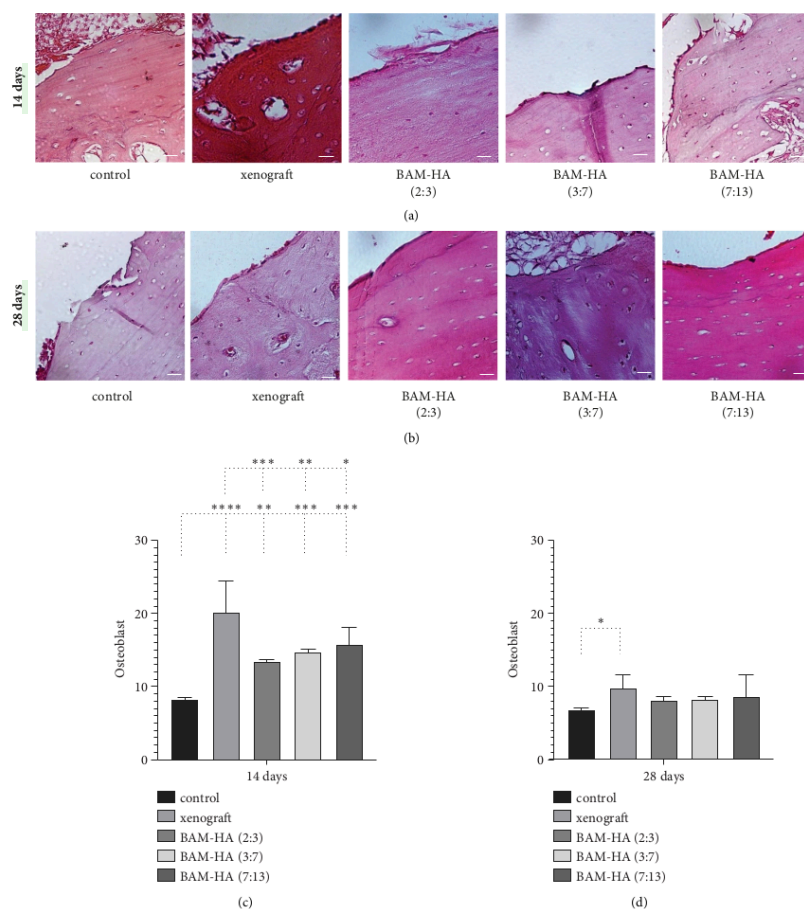 14 days
control
xenograft
BAM-HA
(2:3)
BAM-HA
(3:7)
BAM-HA
(7:13)
(a)
28 days
control
xenograft
BAM-HA
(2:3)
BAM-HA
(3:7)
BAM-HA
(7:13)
(b)
*** ** *
**** ** *** ***
30
20
10
0
Osteoblast
14 days
control
xenograft
BAM-HA (2:3)
BAM-HA (3:7)
BAM-HA (7:13)
(c)
*
30
20
10
0
Osteoblast
28 days
control
xenograft
BAM-HA (2:3)
BAM-HA (3:7)
BAM-HA (7:13)
(d)